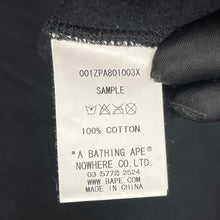 001ZPA801003X
SAMPLE
100% COTTON
"A BATHING APE"
NOWHERE CO. LTD.
03 (5772) 2524
WWW.BAPE.COM
MADE IN CHINA